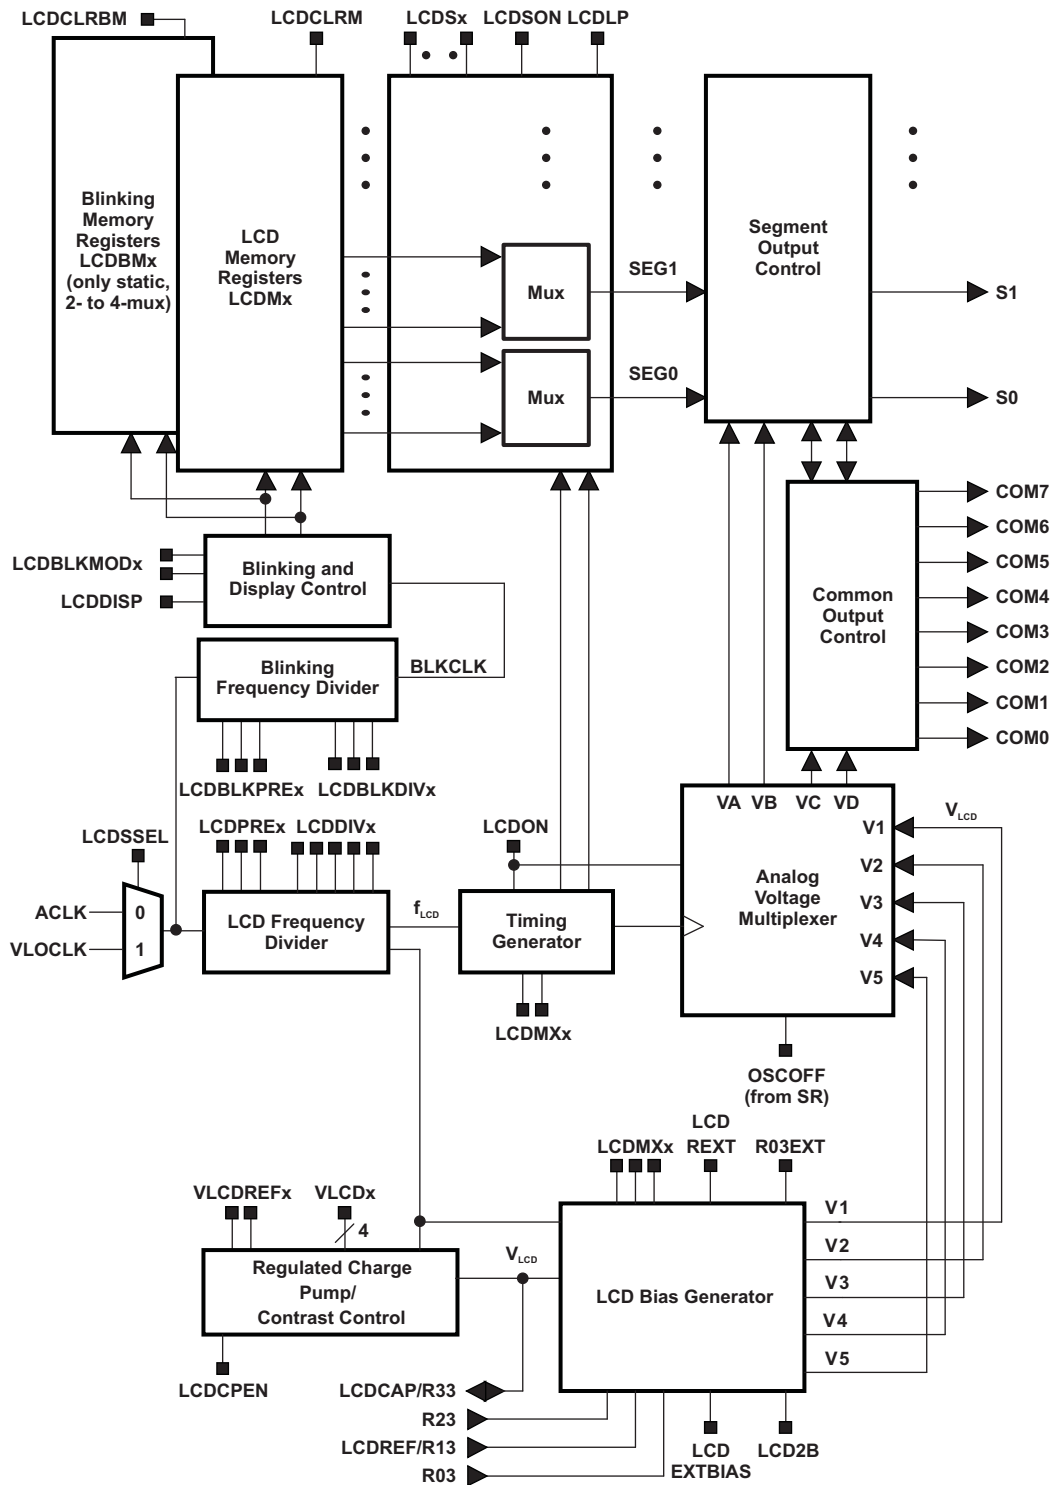 LCDCLRBM
LCDCLRM
LCDSx
LCDSON
LCDLP
Blinking
Memory
Registers
LCDBMx
(only static,
2- to 4-mux)
LCD
Memory
Registers
LCDMx
Mux
Mux
SEG1
SEG0
Segment
Output
Control
S1
S0
LCDBLKMODx
LCDDISP
Blinking and
Display Control
Blinking
Frequency Divider
BLKCLK
LCDBLKPREx
LCDBLKDIVx
Common
Output
Control
COM7
COM6
COM5
COM4
COM3
COM2
COM1
COM0
LCDSSEL
ACLK
VLOCLK
0
1
LCDPREx
LCDDIVx
LCD Frequency
Divider
fLCD
LCDON
Timing
Generator
LCDMXx
VA
VB
VC
VD
Analog
Voltage
Multiplexer
V1
V2
V3
V4
V5
VLCD
OSCOFF
(from SR)
VLCDREFx
VLCDx
4
Regulated Charge
Pump/
Contrast Control
LCDCPEN
VLCD
LCDMXx
LCD
REXT
R03EXT
LCD Bias Generator
V1
V2
V3
V4
V5
LCDCAP/R33
R23
LCDREF/R13
R03
LCD
EXTBIAS
LCD2B